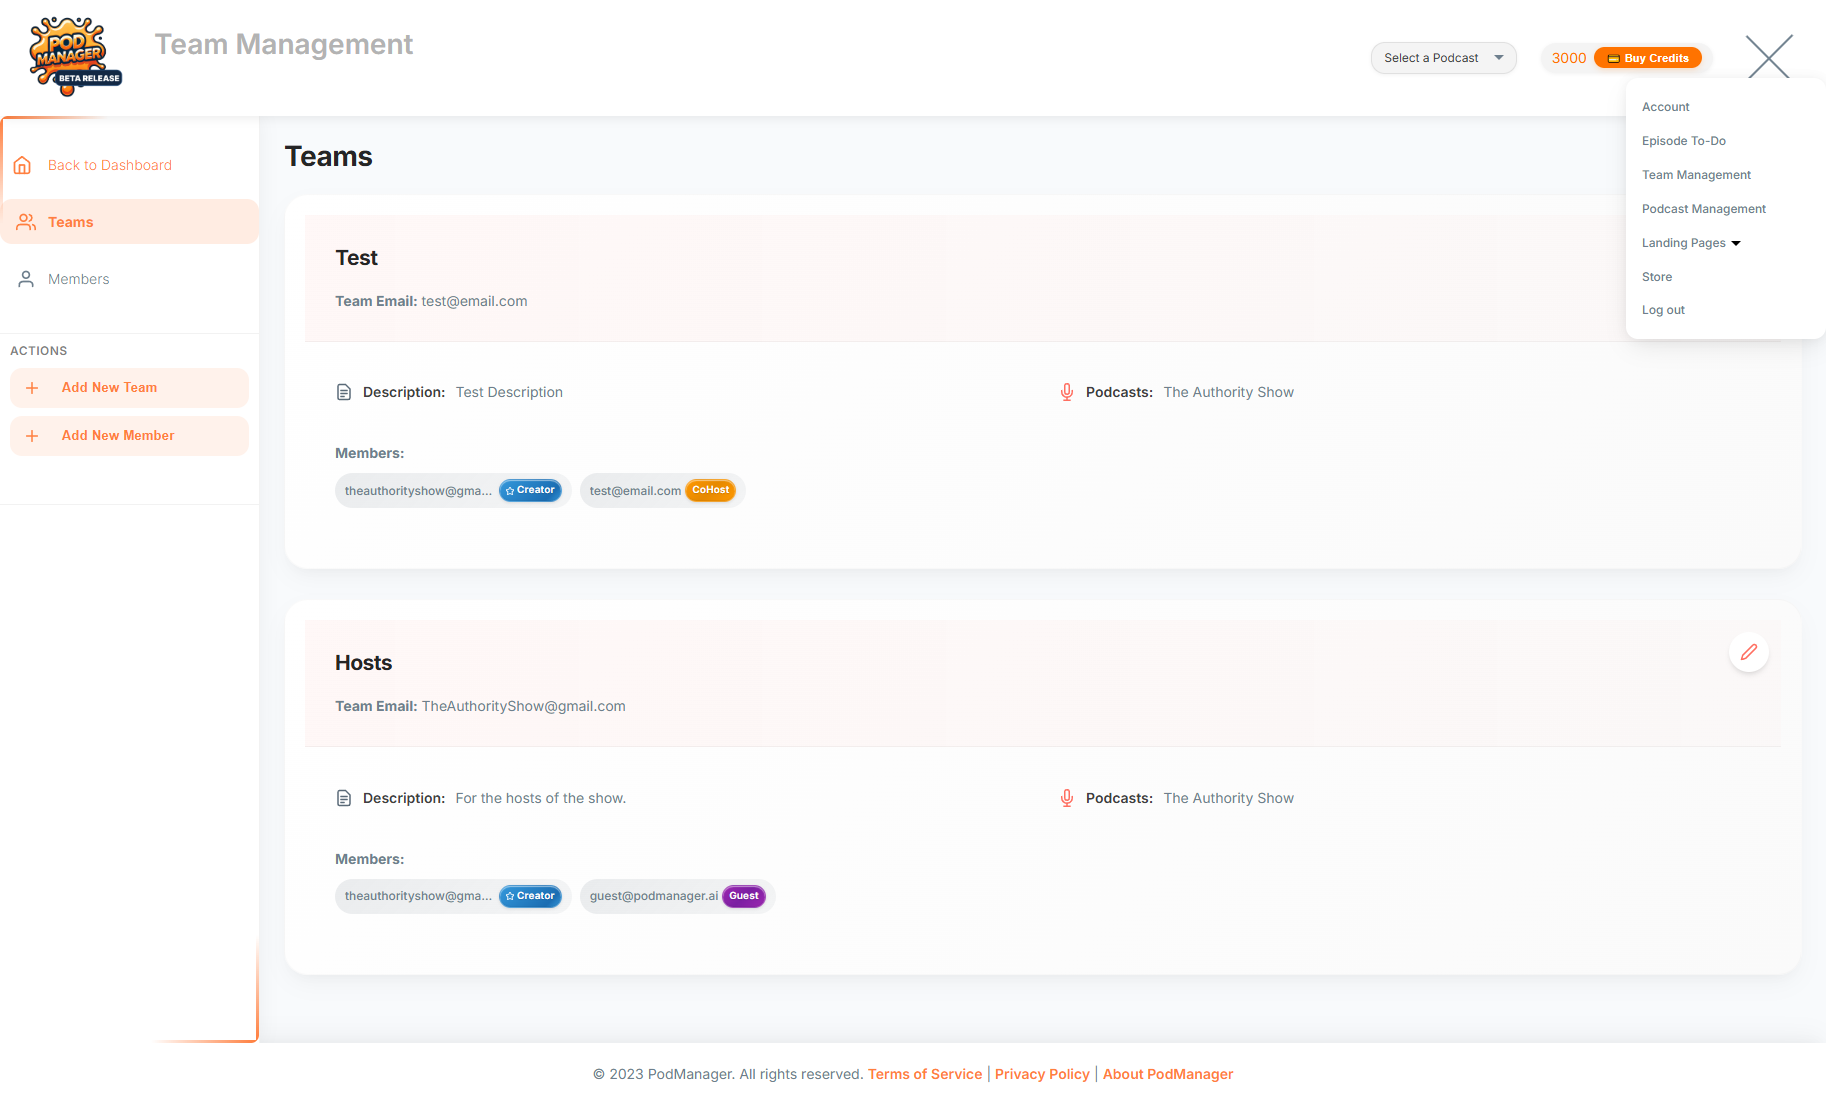 POD
MANAGER
BETA RELEASE
Team Management
Select a Podcast
3000
Buy Credits
Account
Episode To-Do
Team Management
Podcast Management
Landing Pages
Store
Log out
Back to Dashboard
Teams
Members
ACTIONS
Add New Team
Add New Member
Teams
Test
Team Email: test@email.com
Description: Test Description
Podcasts: The Authority Show
Members:
theauthorityshow@gma... Creator
test@email.com CoHost
Hosts
Team Email: TheAuthorityShow@gmail.com
Description: For the hosts of the show.
Podcasts: The Authority Show
Members:
theauthorityshow@gma... Creator
guest@podmanager.ai Guest
© 2023 PodManager. All rights reserved. Terms of Service | Privacy Policy | About PodManager